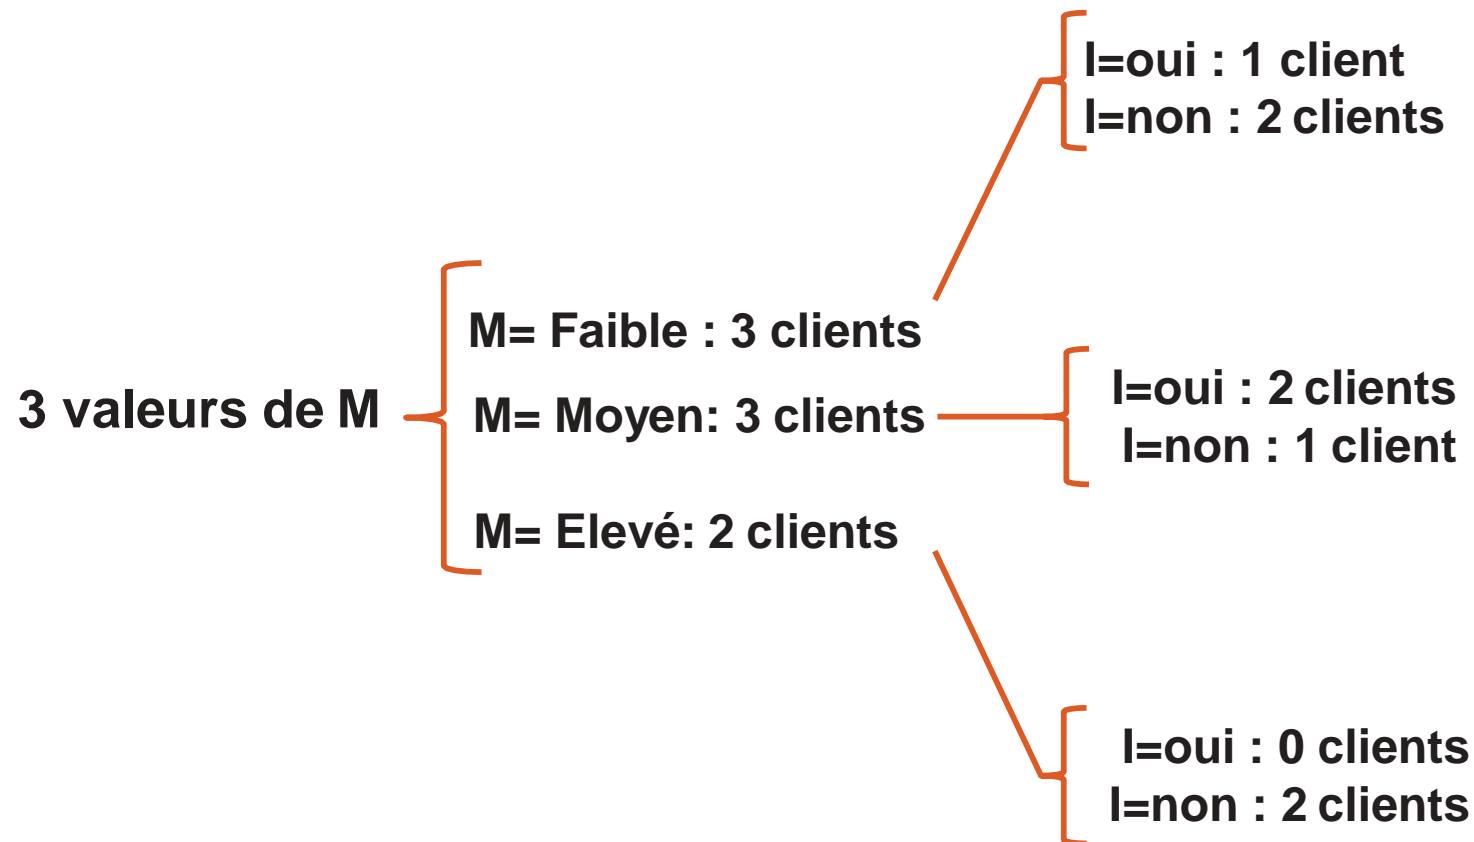 3 valeurs de M
M= Faible : 3 clients
M= Moyen: 3 clients
M= Elevé: 2 clients
I=oui : 1 client
I=non : 2 clients
I=oui : 2 clients
I=non : 1 client
I=oui : 0 clients
I=non : 2 clients